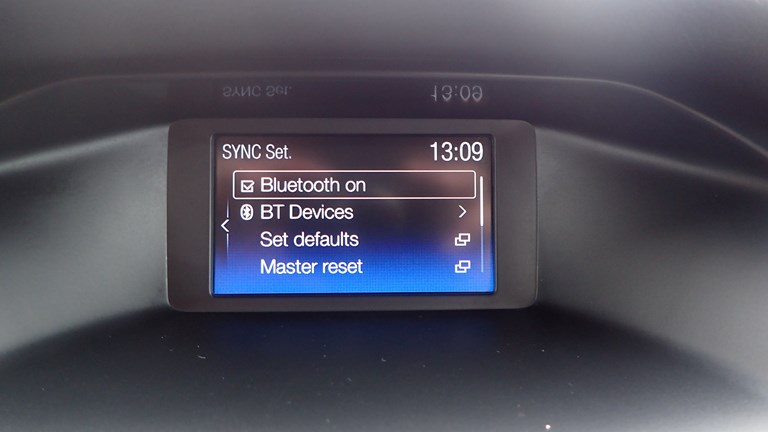 SYNC Set. 13:09
Bluetooth on
BT Devices
Set defaults
Master reset